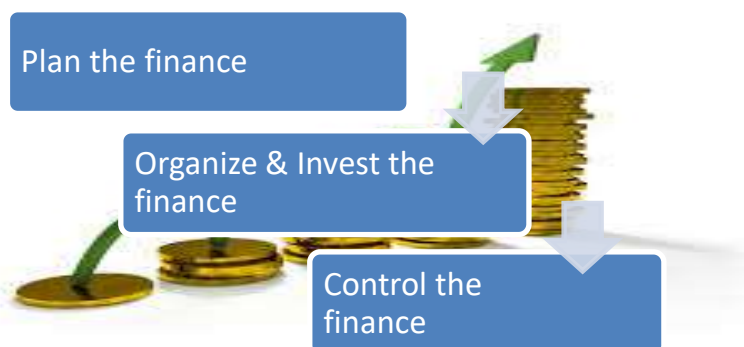 Plan the finance
Organize & Invest the
finance
Control the
finance